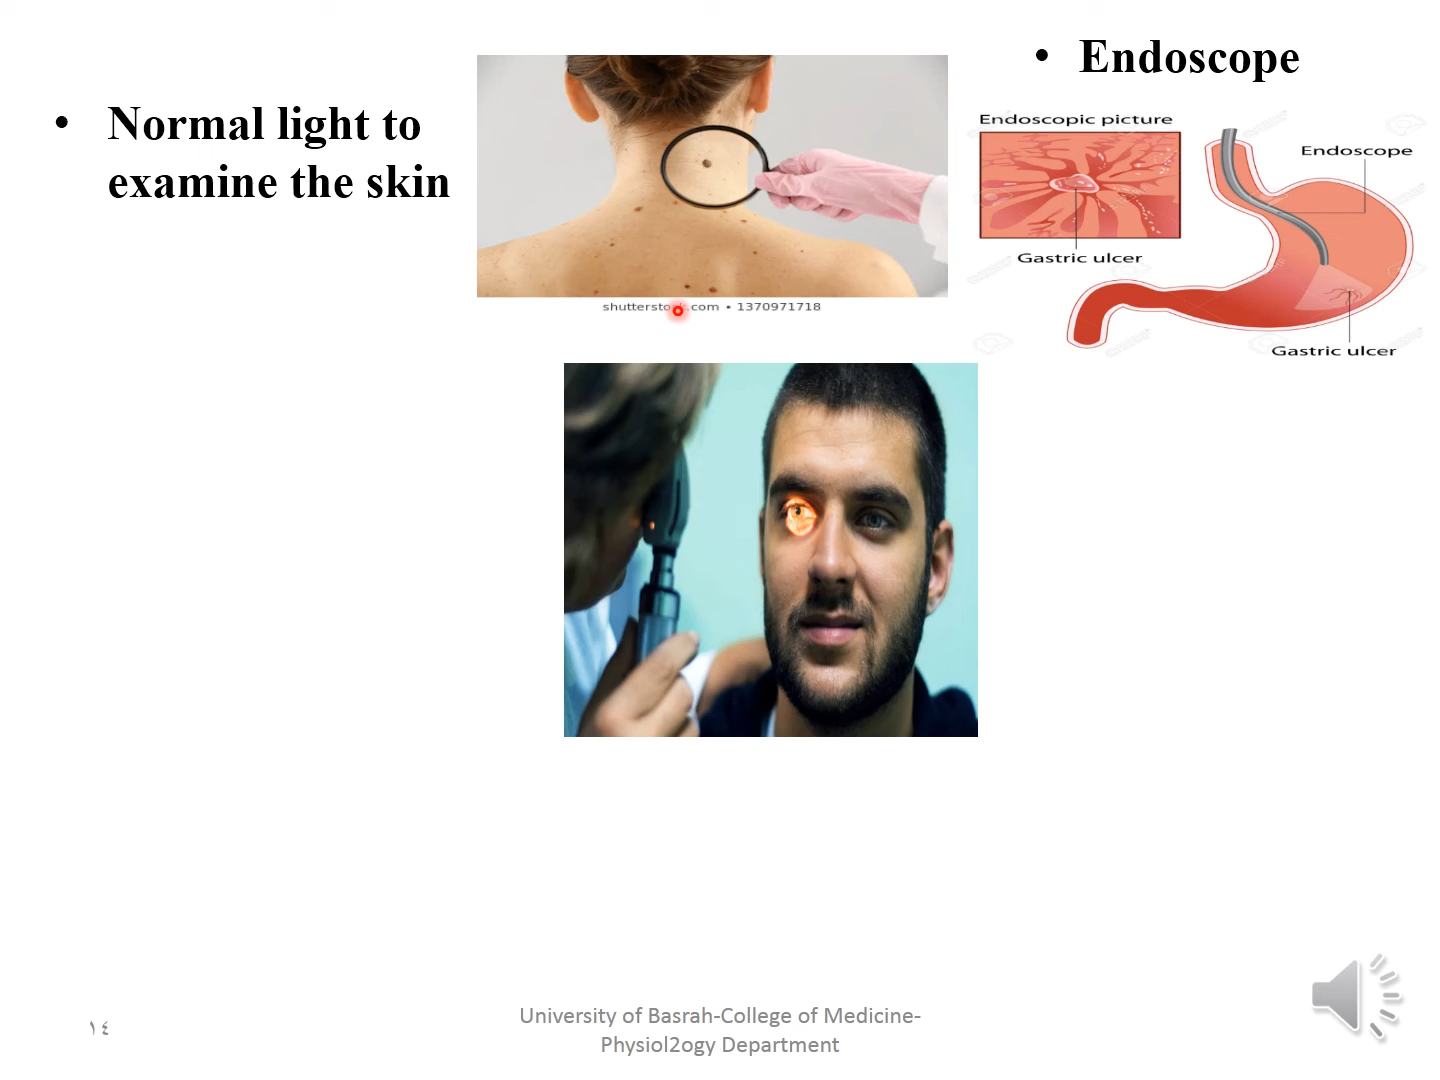 • Normal light to
examine the skin
shutterstock.com • 1370971718
• Endoscope
Endoscopic picture
Endoscope
Gastric ulcer
Gastric ulcer
١٤
University of Basrah-College of Medicine-
Physiol2ogy Department